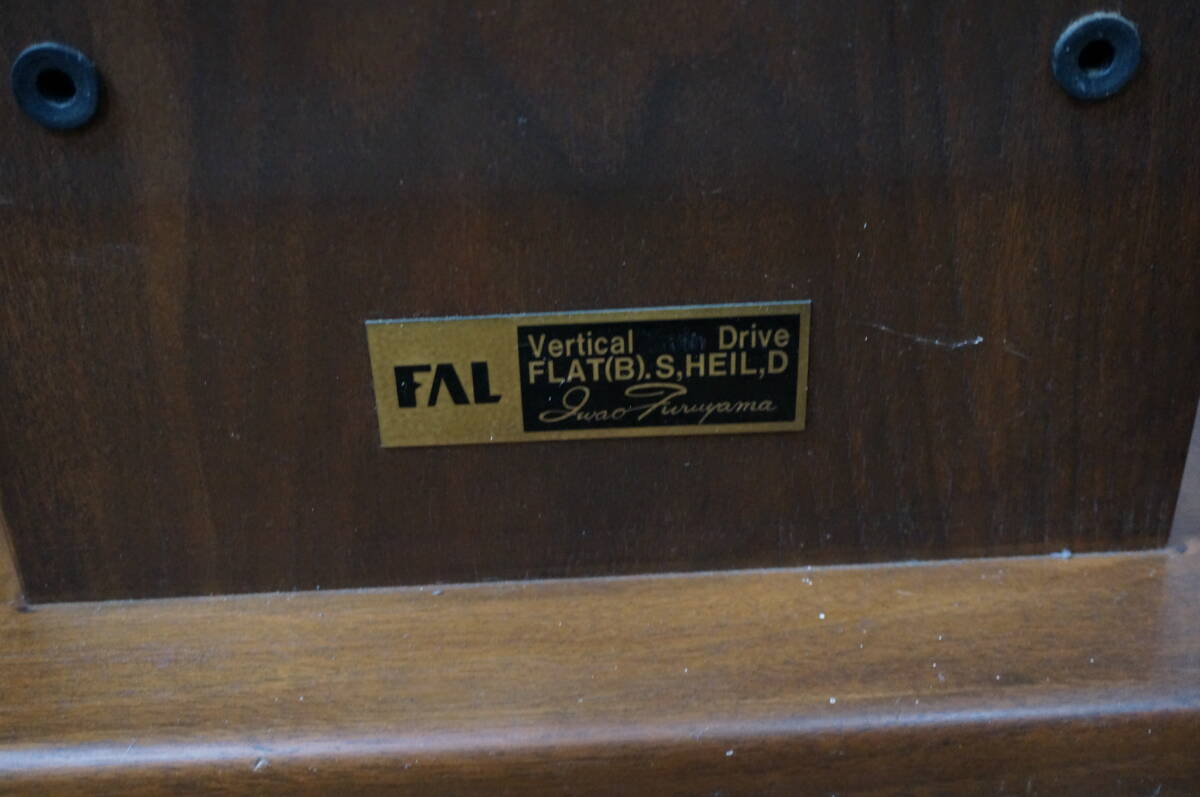 FAL
Vertical Drive
FLAT(B).S,HEIL,D
Iwao Furuyama